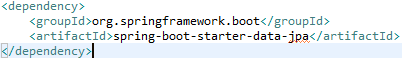 <dependency>
<groupId>org.springframework.boot</groupId>
<artifactId>spring-boot-starter-data-jpa</artifactId>
</dependency>